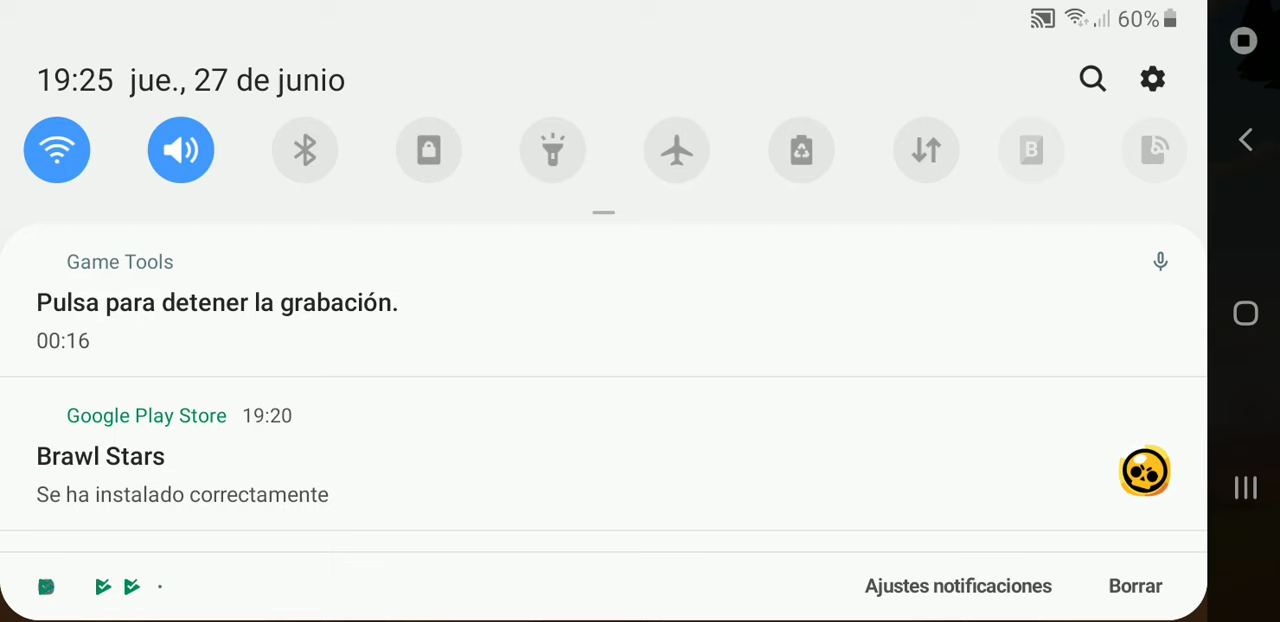 60%
19:25 jue., 27 de junio
B
Game Tools
Pulsa para detener la grabación.
00:16
Google Play Store 19:20
Brawl Stars
Se ha instalado correctamente
Ajustes notificaciones Borrar